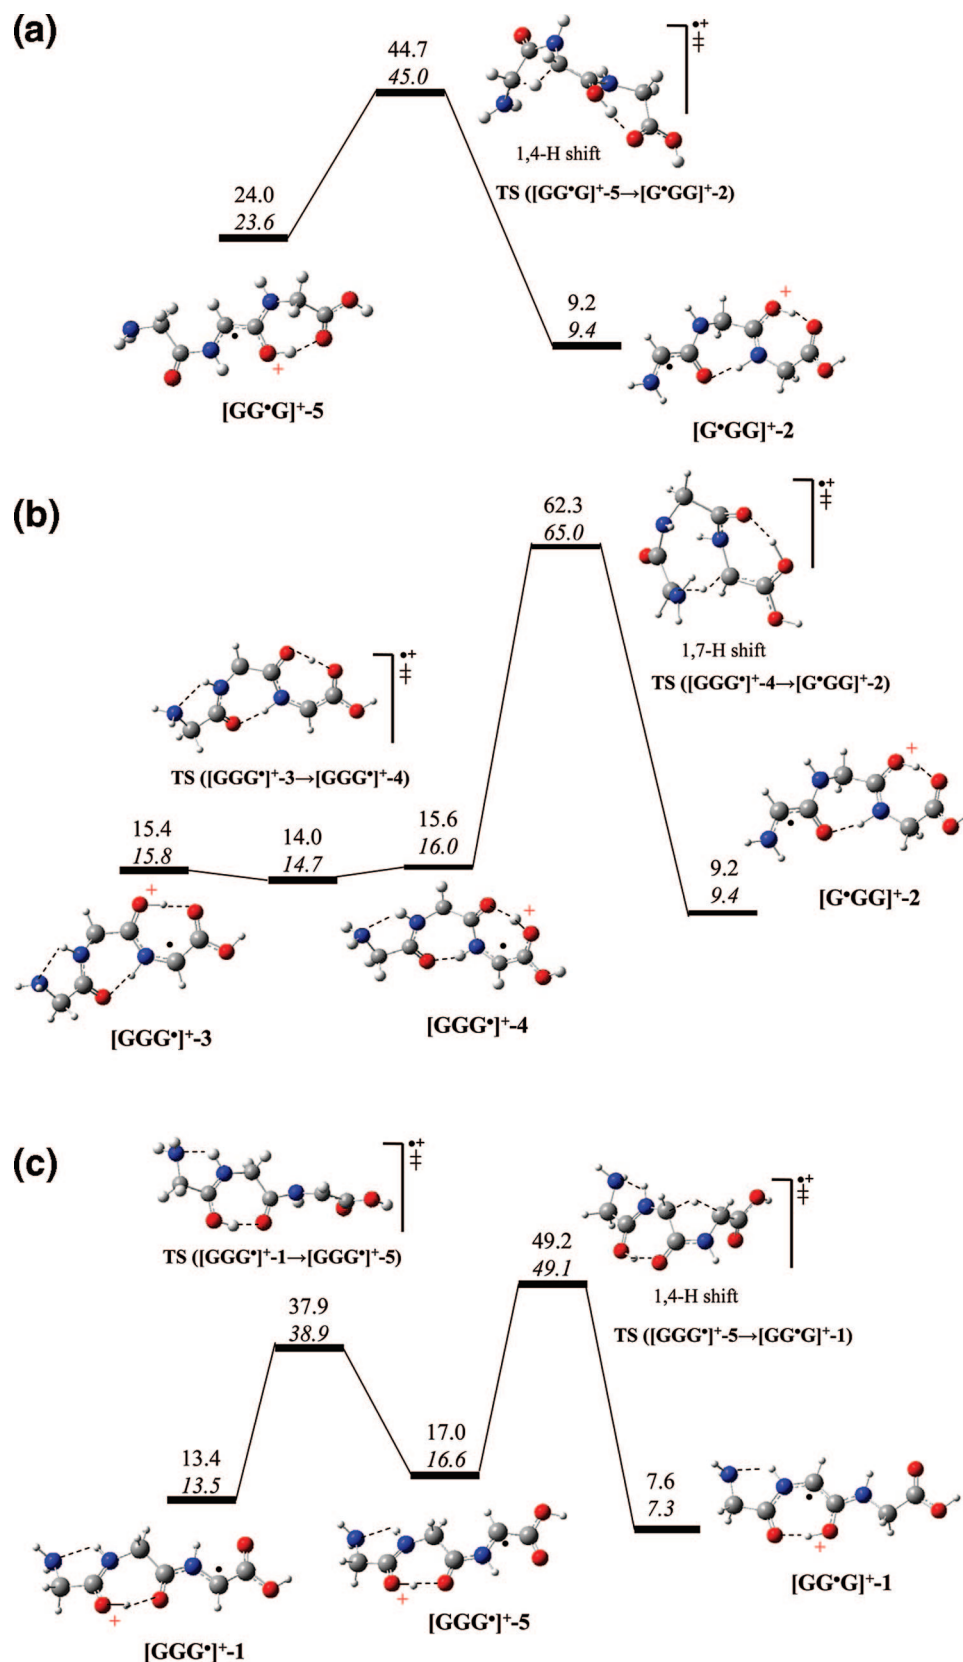 (a)
44.7
45.0
•+
‡
1,4-H shift
TS ([GG•G]+-5→[G•GG]+-2)
24.0
23.6
9.2
9.4
+
+
[GG•G]+-5
[G•GG]+-2
(b)
62.3
65.0
•+
‡
1,7-H shift
TS ([GGG•]+-4→[G•GG]+-2)
•+
‡
TS ([GGG•]+-3→[GGG•]+-4)
15.4
15.8
14.0
14.7
15.6
16.0
9.2
9.4
+
[G•GG]+-2
+
+
[GGG•]+-3
[GGG•]+-4
(c)
•+
‡
TS ([GGG•]+-1→[GGG•]+-5)
49.2
49.1
•+
‡
1,4-H shift
TS ([GGG•]+-5→[GG•G]+-1)
37.9
38.9
13.4
13.5
17.0
16.6
7.6
7.3
+
+
+
[GGG•]+-1
[GGG•]+-5
[GG•G]+-1